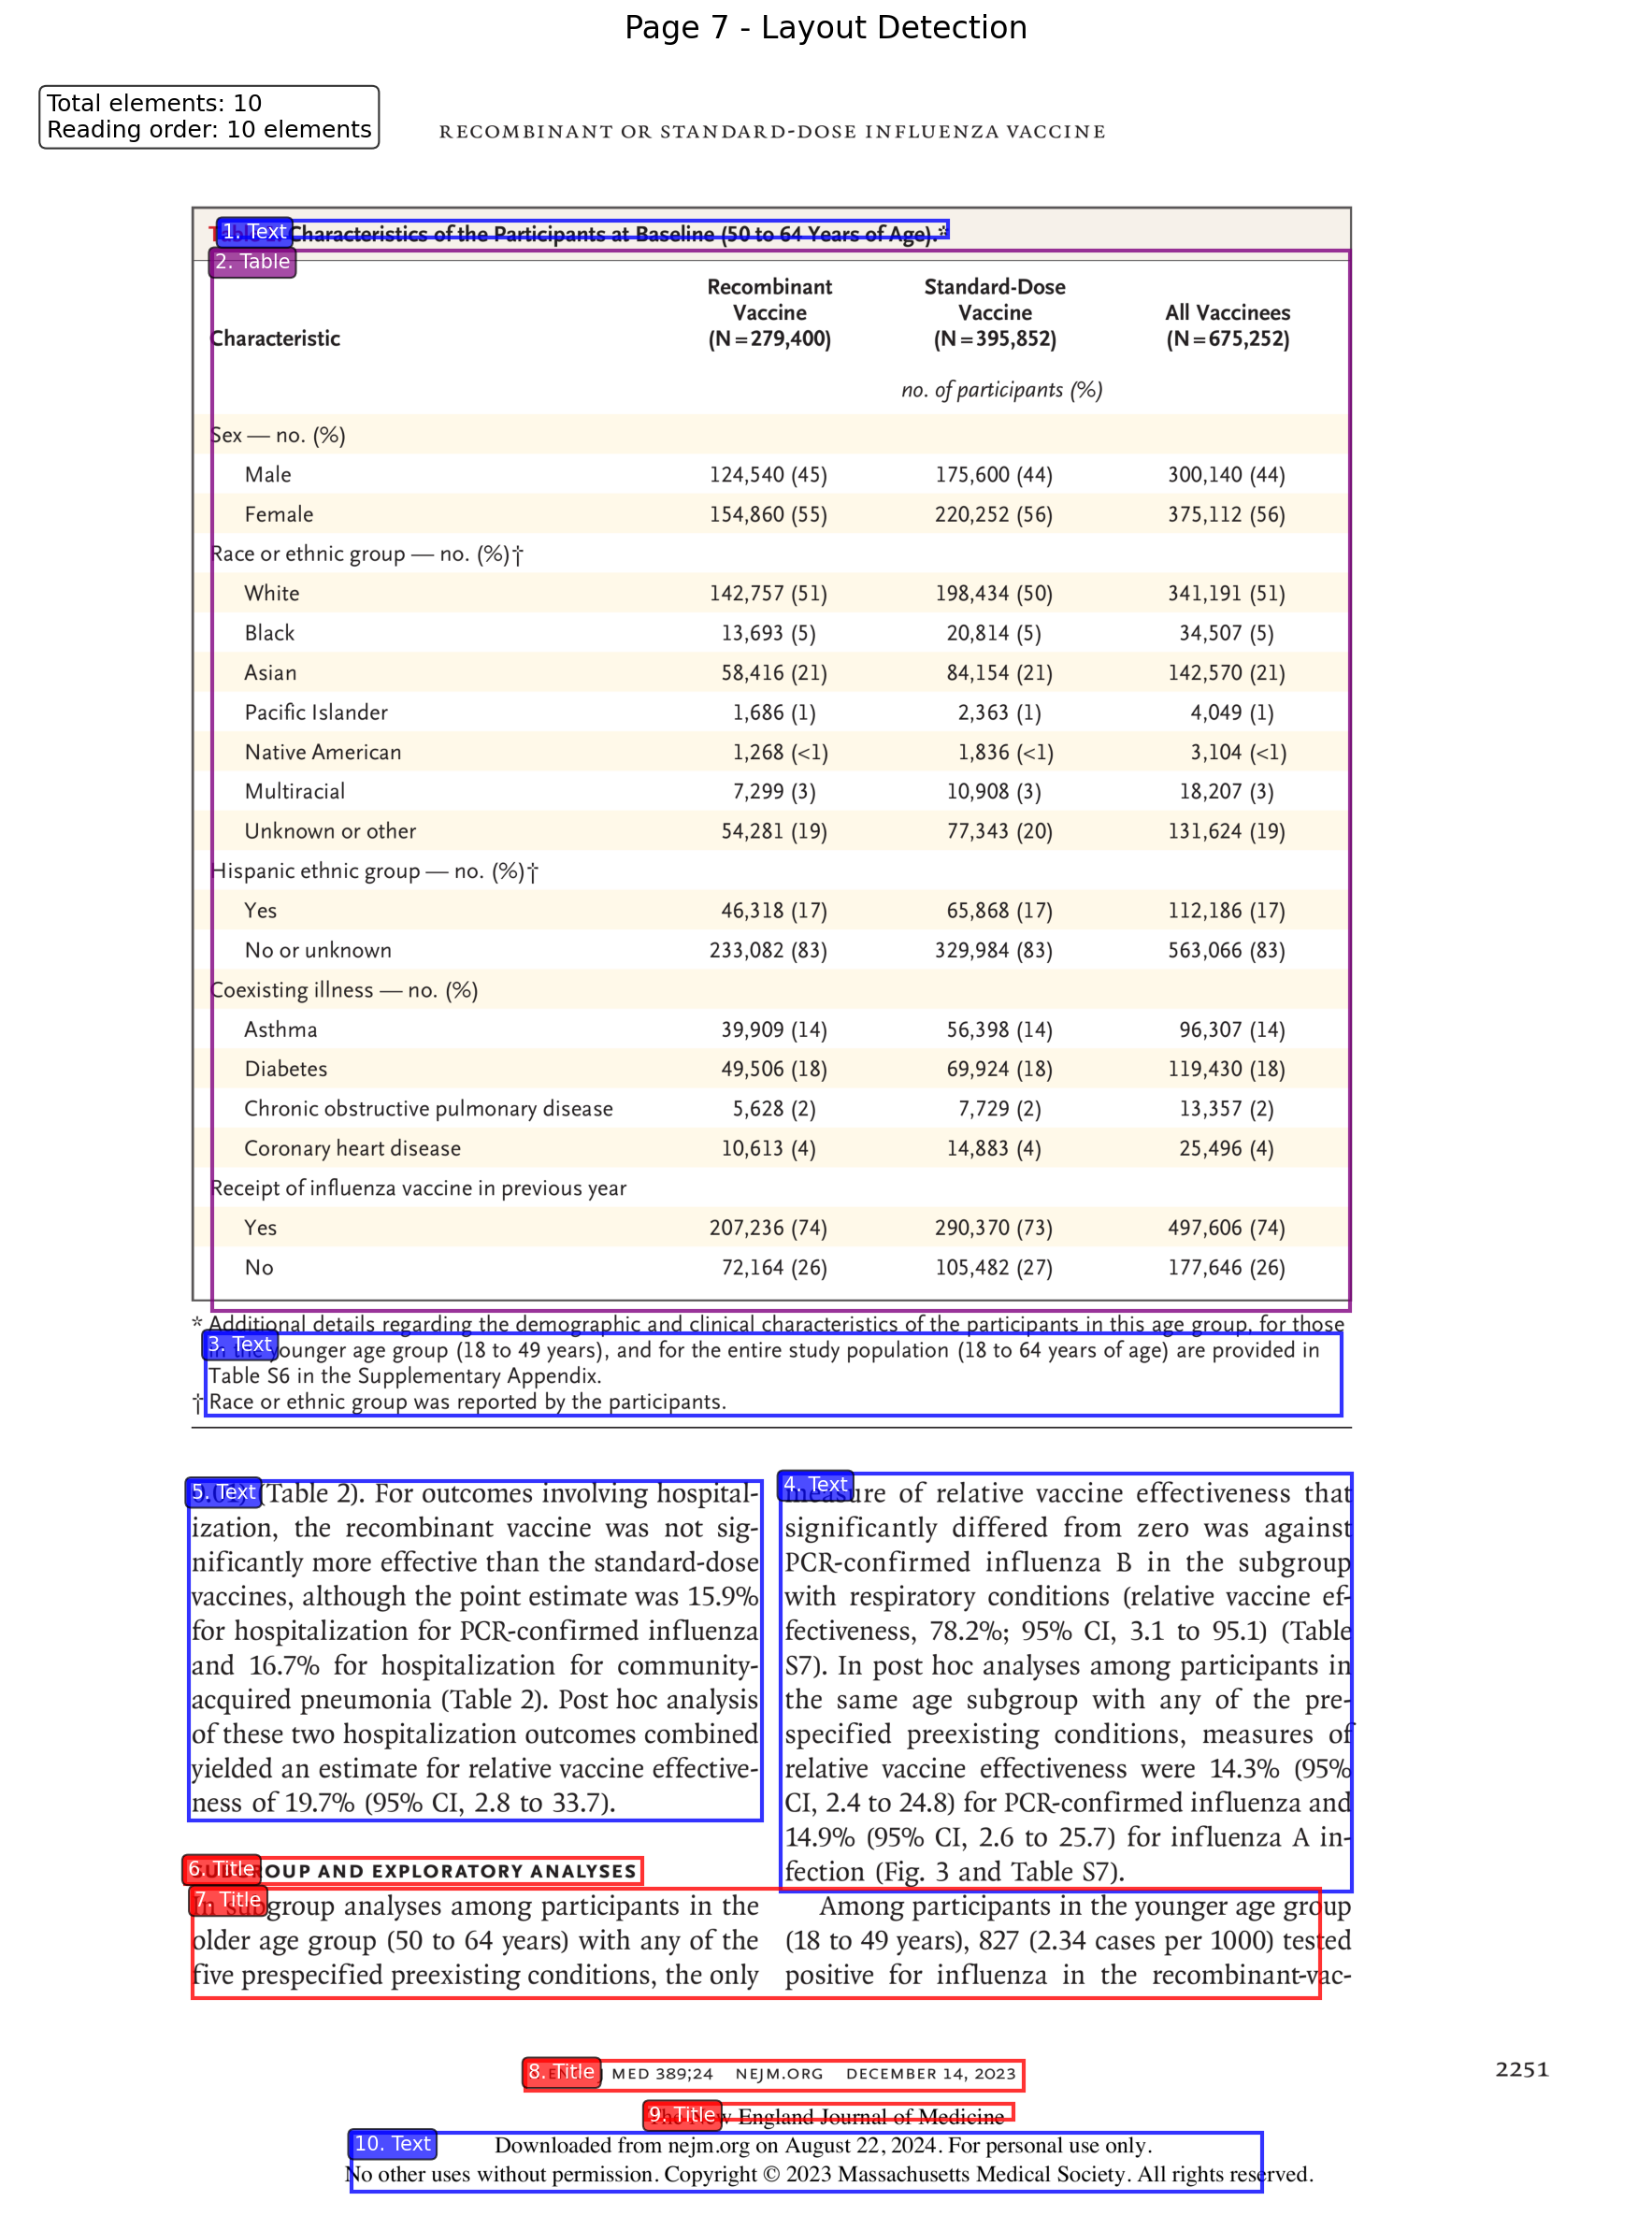 Page 7 - Layout Detection
Total elements: 10
Reading order: 10 elements
RECOMBINANT OR STANDARD-DOSE INFLUENZA VACCINE
1. Text
Characteristics of the Participants at Baseline (50 to 64 Years of Age).*
2. Table
Characteristic Recombinant Vaccine (N=279,400) Standard-Dose Vaccine (N=395,852) All Vaccinees (N=675,252)
no. of participants (%)
Sex — no. (%)
Male 124,540 (45) 175,600 (44) 300,140 (44)
Female 154,860 (55) 220,252 (56) 375,112 (56)
Race or ethnic group — no. (%)†
White 142,757 (51) 198,434 (50) 341,191 (51)
Black 13,693 (5) 20,814 (5) 34,507 (5)
Asian 58,416 (21) 84,154 (21) 142,570 (21)
Pacific Islander 1,686 (1) 2,363 (1) 4,049 (1)
Native American 1,268 (<1) 1,836 (<1) 3,104 (<1)
Multiracial 7,299 (3) 10,908 (3) 18,207 (3)
Unknown or other 54,281 (19) 77,343 (20) 131,624 (19)
Hispanic ethnic group — no. (%)†
Yes 46,318 (17) 65,868 (17) 112,186 (17)
No or unknown 233,082 (83) 329,984 (83) 563,066 (83)
Coexisting illness — no. (%)
Asthma 39,909 (14) 56,398 (14) 96,307 (14)
Diabetes 49,506 (18) 69,924 (18) 119,430 (18)
Chronic obstructive pulmonary disease 5,628 (2) 7,729 (2) 13,357 (2)
Coronary heart disease 10,613 (4) 14,883 (4) 25,496 (4)
Receipt of influenza vaccine in previous year
Yes 207,236 (74) 290,370 (73) 497,606 (74)
No 72,164 (26) 105,482 (27) 177,646 (26)
* Additional details regarding the demographic and clinical characteristics of the participants in this age group, for those
3. Text
in the younger age group (18 to 49 years), and for the entire study population (18 to 64 years of age) are provided in
Table S6 in the Supplementary Appendix.
† Race or ethnic group was reported by the participants.
5. Text
(Table 2). For outcomes involving hospital-
ization, the recombinant vaccine was not sig-
nificantly more effective than the standard-dose
vaccines, although the point estimate was 15.9%
for hospitalization for PCR-confirmed influenza
and 16.7% for hospitalization for community-
acquired pneumonia (Table 2). Post hoc analysis
of these two hospitalization outcomes combined
yielded an estimate for relative vaccine effective-
ness of 19.7% (95% CI, 2.8 to 33.7).
6. Title
SUBGROUP AND EXPLORATORY ANALYSES
7. Title
In subgroup analyses among participants in the
older age group (50 to 64 years) with any of the
five prespecified preexisting conditions, the only
4. Text
measure of relative vaccine effectiveness that
significantly differed from zero was against
PCR-confirmed influenza B in the subgroup
with respiratory conditions (relative vaccine ef-
fectiveness, 78.2%; 95% CI, 3.1 to 95.1) (Table
S7). In post hoc analyses among participants in
the same age subgroup with any of the pre-
specified preexisting conditions, measures of
relative vaccine effectiveness were 14.3% (95%
CI, 2.4 to 24.8) for PCR-confirmed influenza and
14.9% (95% CI, 2.6 to 25.7) for influenza A in-
fection (Fig. 3 and Table S7).
Among participants in the younger age group
(18 to 49 years), 827 (2.34 cases per 1000) tested
positive for influenza in the recombinant-vac-
8. Title
MED 389;24 NEJM.ORG DECEMBER 14, 2023
2251
9. Title
The New England Journal of Medicine
10. Text
Downloaded from nejm.org on August 22, 2024. For personal use only.
No other uses without permission. Copyright © 2023 Massachusetts Medical Society. All rights reserved.